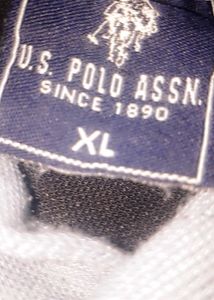 U.S. POLO ASSN.
SINCE 1890
XL